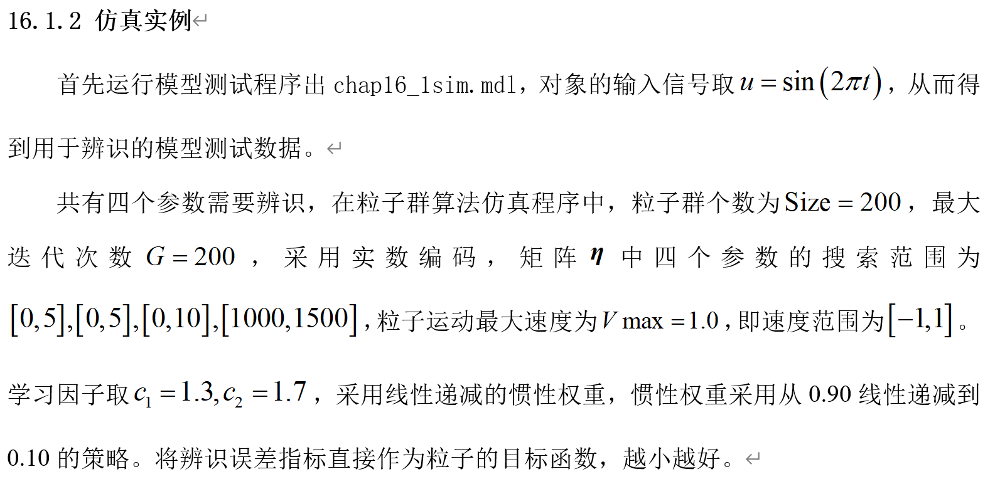 16.1.2 仿真实例↵
首先运行模型测试程序出 chap16_1sim.mdl，对象的输入信号取 u = sin(2πt)，从而得
到用于辨识的模型测试数据。↵
共有四个参数需要辨识，在粒子群算法仿真程序中，粒子群个数为 Size = 200，最大
迭代次数 G = 200，采用实数编码，矩阵 η 中四个参数的搜索范围为
[0,5],[0,5],[0,10],[1000,1500]，粒子运动最大速度为 V max = 1.0，即速度范围为 [−1,1]。
学习因子取 c₁ = 1.3, c₂ = 1.7，采用线性递减的惯性权重，惯性权重采用从 0.90 线性递减到
0.10 的策略。将辨识误差指标直接作为粒子的目标函数，越小越好。↵